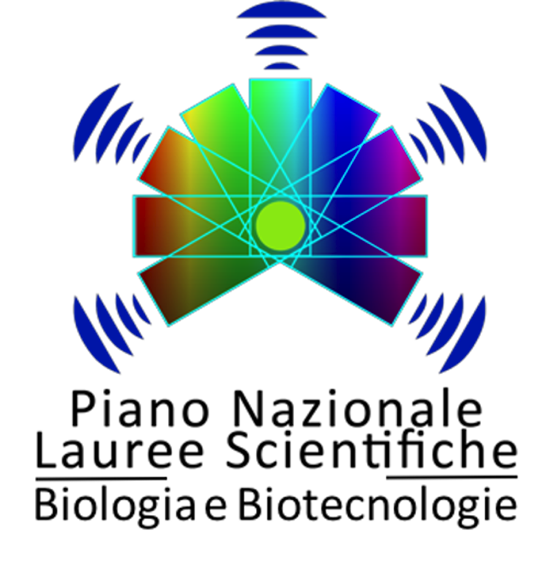 Piano Nazionale
Lauree Scientifiche
Biologia e Biotecnologie